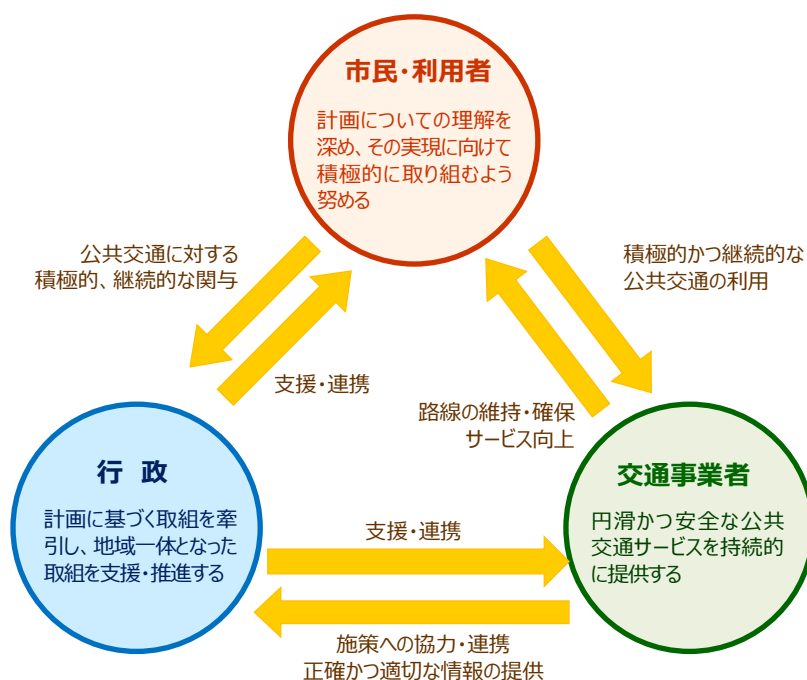 市民・利用者
計画についての理解を
深め、その実現に向けて
積極的に取り組むよう
努める
公共交通に対する
積極的、継続的な関与
積極的かつ継続的な
公共交通の利用
支援・連携
路線の維持・確保
サービス向上
行 政
計画に基づく取組を牽
引し、地域一体となった
取組を支援・推進する
支援・連携
交通事業者
円滑かつ安全な公共
交通サービスを持続的
に提供する
施策への協力・連携
正確かつ適切な情報の提供